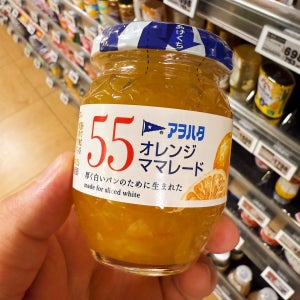 55
アヲハタ
オレンジ
ママレード
厚く白いパンのために生まれた
made for sliced white